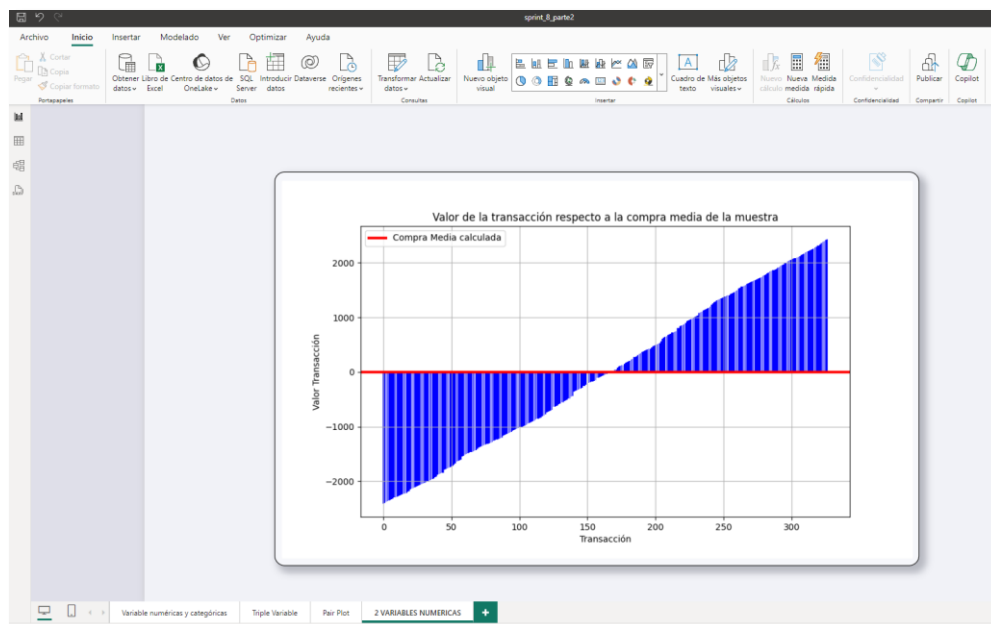 sprint_8_parte2
Archivo Inicio Insertar Modelado Ver Optimizar Ayuda
Pegar
Cortar
Copia
Copiar formato
Portapapeles
Obtener datos
Libro de Excel
Centro de datos de OneLake
SQL Server
Introducir datos
Dataverse
Orígenes recientes
Datos
Transformar datos
Actualizar
Consultas
Nuevo objeto visual
Cuadro de texto
Más objetos visuales
Insertar
Nuevo cálculo
Nueva medida
Medida rápida
Cálculos
Confidencialidad
Confidencialidad
Publicar
Compartir
Copilot
Copilot
Valor de la transacción respecto a la compra media de la muestra
Compra Media calculada
2000
1000
0
−1000
−2000
Valor Transacción
0 50 100 150 200 250 300
Transacción
Variable numéricas y categóricas Triple Variable Pair Plot 2 VARIABLES NUMERICAS +